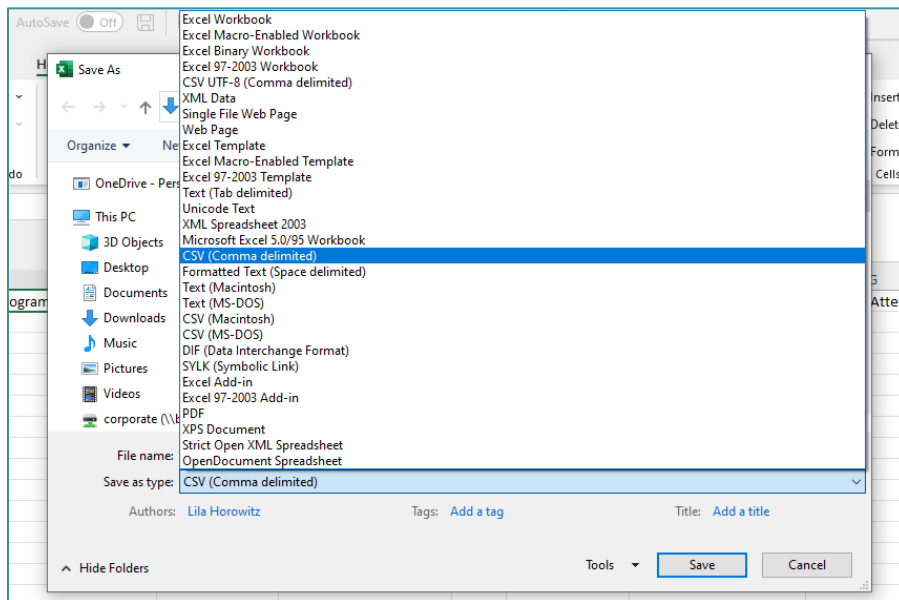 AutoSave Off
H
Save As
Organize Ne
do
OneDrive - Pers
This PC
3D Objects
Desktop
Documents
ogram
Downloads
Music
Pictures
Videos
corporate (\\b
Excel Workbook
Excel Macro-Enabled Workbook
Excel Binary Workbook
Excel 97-2003 Workbook
CSV UTF-8 (Comma delimited)
XML Data
Single File Web Page
Web Page
Excel Template
Excel Macro-Enabled Template
Excel 97-2003 Template
Text (Tab delimited)
Unicode Text
XML Spreadsheet 2003
Microsoft Excel 5.0/95 Workbook
CSV (Comma delimited)
Formatted Text (Space delimited)
Text (Macintosh)
Text (MS-DOS)
CSV (Macintosh)
CSV (MS-DOS)
DIF (Data Interchange Format)
SYLK (Symbolic Link)
Excel Add-in
Excel 97-2003 Add-in
PDF
XPS Document
Strict Open XML Spreadsheet
OpenDocument Spreadsheet
Insert
Delet
Form
Cells
G
Atte
File name:
Save as type: CSV (Comma delimited)
Authors: Lila Horowitz Tags: Add a tag Title: Add a title
Hide Folders Tools Save Cancel